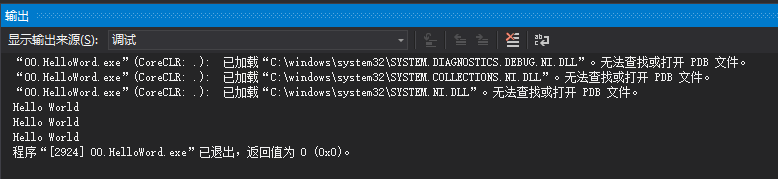 输出
显示输出来源(S): 调试
“00.HelloWord.exe”(CoreCLR: .): 已加载“C:\windows\system32\SYSTEM.DIAGNOSTICS.DEBUG.NI.DLL”。无法查找或打开 PDB 文件。
“00.HelloWord.exe”(CoreCLR: .): 已加载“C:\windows\system32\SYSTEM.COLLECTIONS.NI.DLL”。无法查找或打开 PDB 文件。
“00.HelloWord.exe”(CoreCLR: .): 已加载“C:\windows\system32\SYSTEM.NI.DLL”。无法查找或打开 PDB 文件。
Hello World
Hello World
Hello World
程序“[2924] 00.HelloWord.exe”已退出，返回值为 0 (0x0)。